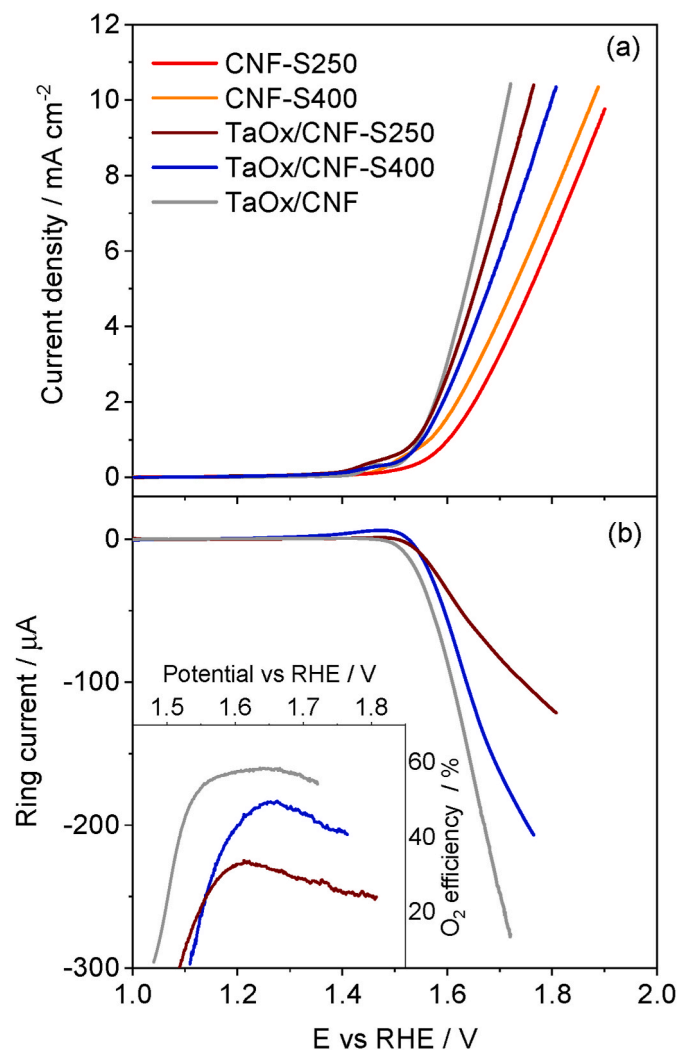 12
10
8
6
4
2
0
Current density / mA cm⁻²
(a)
CNF-S250
CNF-S400
TaOx/CNF-S250
TaOx/CNF-S400
TaOx/CNF
0
-100
-200
-300
Ring current / μA
(b)
Potential vs RHE / V
1.5 1.6 1.7 1.8
60
40
20
O₂ efficiency / %
1.0 1.2 1.4 1.6 1.8 2.0
E vs RHE / V